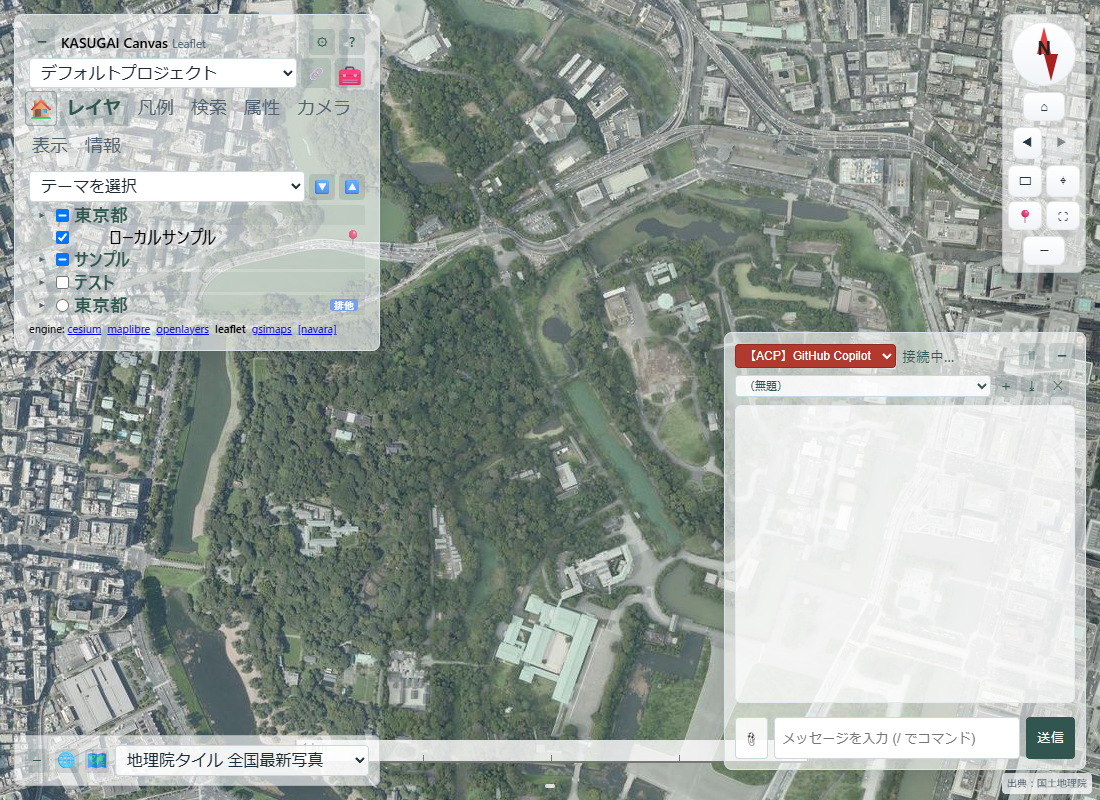 KASUGAI Canvas Leaflet
?
デフォルトプロジェクト
レイヤ 凡例 検索 属性 カメラ
表示 情報
テーマを選択
東京都
ローカルサンプル
サンプル
テスト
東京都 排他
engine: cesium maplibre openlayers leaflet gsimaps [navara]
N
【ACP】GitHub Copilot 接続中...
（無題）
メッセージを入力 (/ でコマンド)
送信
地理院タイル 全国最新写真
出典：国土地理院